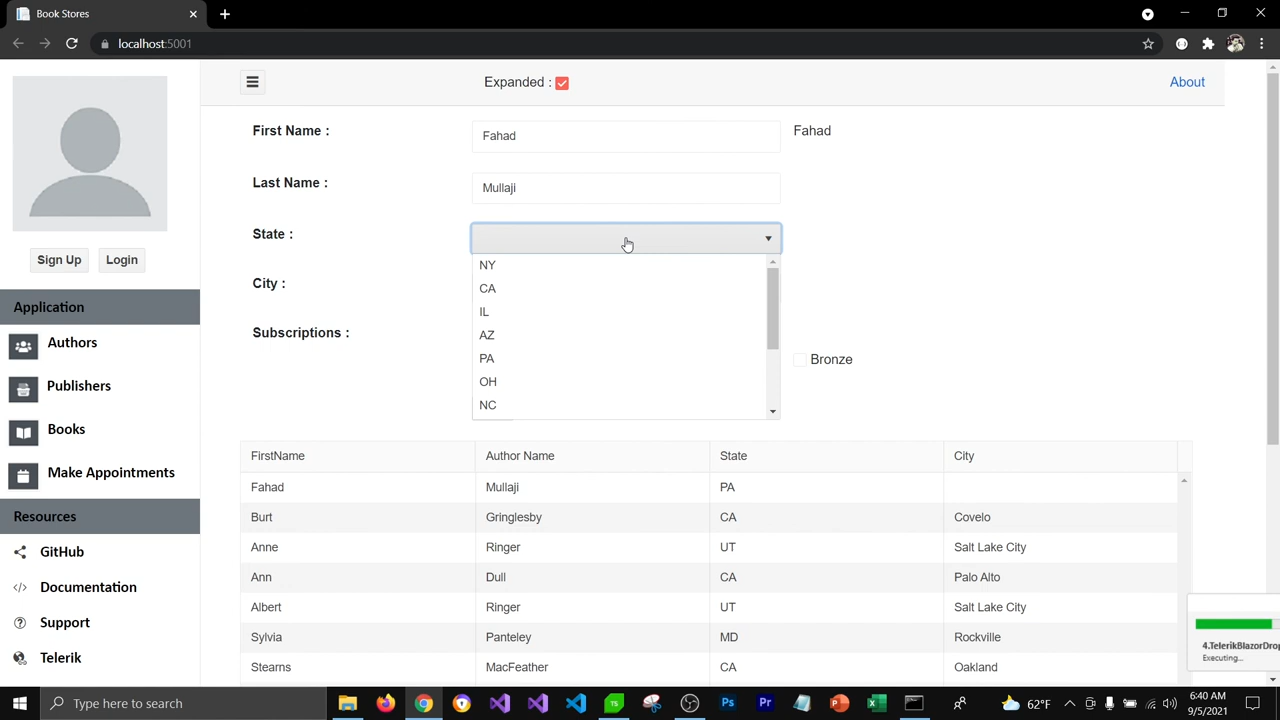 Book Stores
localhost:5001
Expanded :
About
First Name :
Fahad
Fahad
Last Name :
Mullaji
State :
NY
CA
IL
AZ
PA
OH
NC
City :
Subscriptions :
Bronze
Sign Up
Login
Application
Authors
Publishers
Books
Make Appointments
Resources
GitHub
Documentation
Support
Telerik
FirstName Author Name State City
Fahad Mullaji PA
Burt Gringlesby CA Covelo
Anne Ringer UT Salt Lake City
Ann Dull CA Palo Alto
Albert Ringer UT Salt Lake City
Sylvia Panteley MD Rockville
Stearns MacFeather CA Oakland
4.TelerikBlazorDrop
Executing...
Type here to search
62°F
6:40 AM
9/5/2021